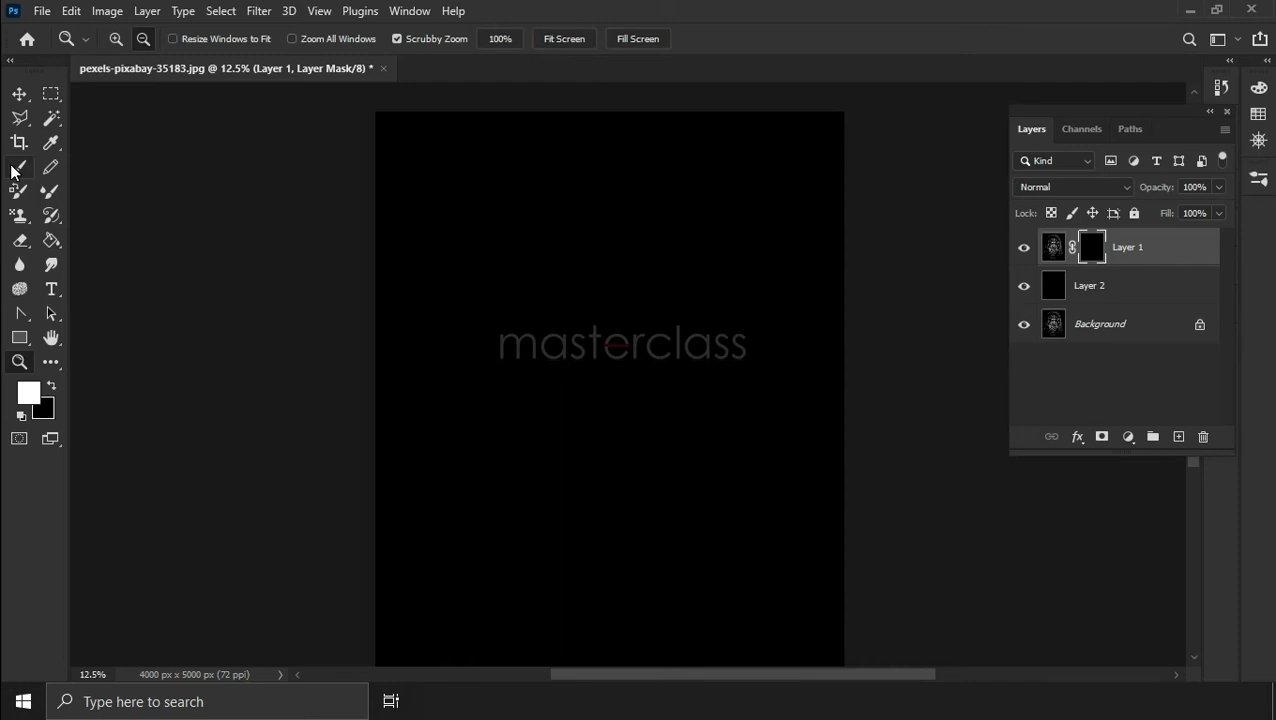 Ps File Edit Image Layer Type Select Filter 3D View Plugins Window Help
Resize Windows to Fit Zoom All Windows Scrubby Zoom 100% Fit Screen Fill Screen
pexels-pixabay-35183.jpg @ 12.5% (Layer 1, Layer Mask/8) *
Layers Channels Paths
Kind
Normal Opacity: 100%
Lock: Fill: 100%
Layer 1
Layer 2
Background
masterclass
fx
12.5% 4000 px x 5000 px (72 ppi)
Type here to search